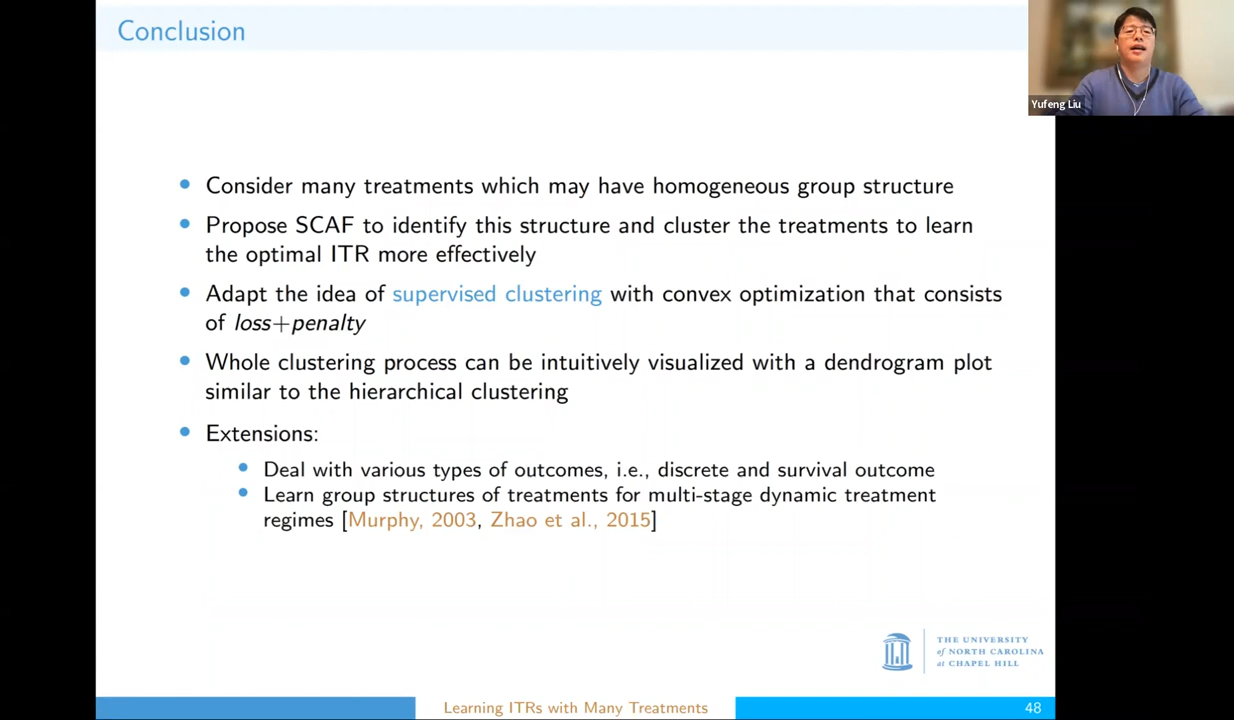 Conclusion
Yufeng Liu
• Consider many treatments which may have homogeneous group structure
• Propose SCAF to identify this structure and cluster the treatments to learn
the optimal ITR more effectively
• Adapt the idea of supervised clustering with convex optimization that consists
of loss+penalty
• Whole clustering process can be intuitively visualized with a dendrogram plot
similar to the hierarchical clustering
• Extensions:
• Deal with various types of outcomes, i.e., discrete and survival outcome
• Learn group structures of treatments for multi-stage dynamic treatment
regimes [Murphy, 2003, Zhao et al., 2015]
THE UNIVERSITY
of NORTH CAROLINA
at CHAPEL HILL
Learning ITRs with Many Treatments
48